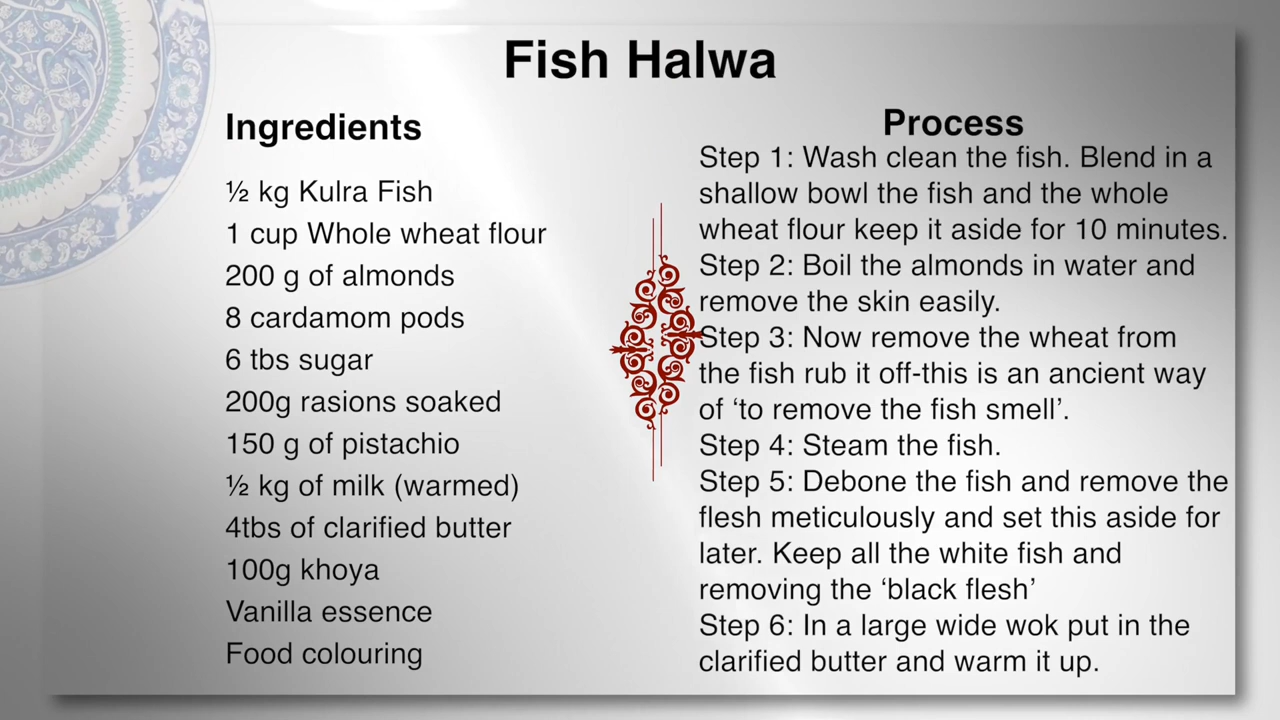 Fish Halwa
Ingredients
½ kg Kulra Fish
1 cup Whole wheat flour
200 g of almonds
8 cardamom pods
6 tbs sugar
200g rasions soaked
150 g of pistachio
½ kg of milk (warmed)
4tbs of clarified butter
100g khoya
Vanilla essence
Food colouring
Process
Step 1: Wash clean the fish. Blend in a
shallow bowl the fish and the whole
wheat flour keep it aside for 10 minutes.
Step 2: Boil the almonds in water and
remove the skin easily.
Step 3: Now remove the wheat from
the fish rub it off-this is an ancient way
of ‘to remove the fish smell’.
Step 4: Steam the fish.
Step 5: Debone the fish and remove the
flesh meticulously and set this aside for
later. Keep all the white fish and
removing the ‘black flesh’
Step 6: In a large wide wok put in the
clarified butter and warm it up.